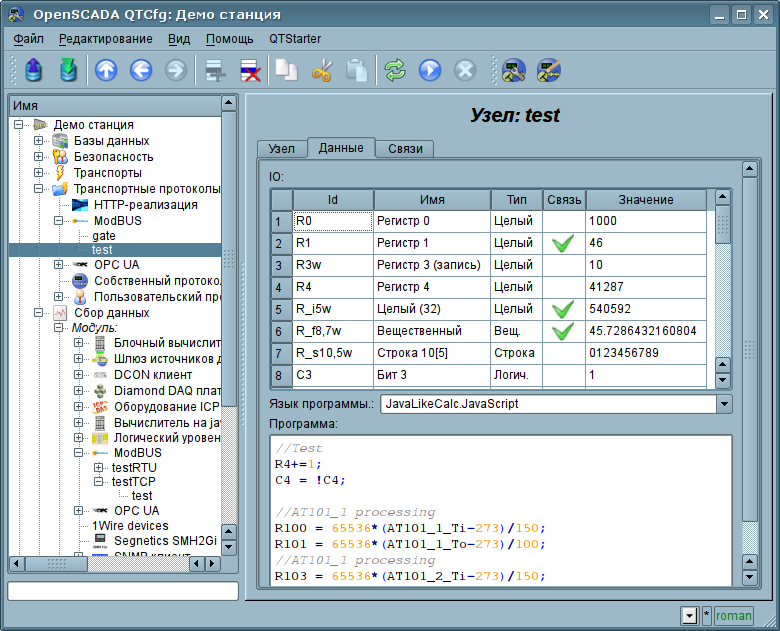 OpenSCADA QTCfg: Демо станция
Файл Редактирование Вид Помощь QTStarter
Имя
Демо станция
Базы данных
Безопасность
Транспорты
Транспортные протоколы
HTTP-реализация
ModBUS
gate
test
OPC UA
Собственный протоко
Пользовательский пр
Сбор данных
Модуль:
Блочный вычислит
Шлюз источников д
DCON клиент
Diamond DAQ плат
Оборудование ICP
Вычислитель на jav
Логический уровен
ModBUS
testRTU
testTCP
test
OPC UA
1Wire devices
Segnetics SMH2Gi
SNMP клиент
Узел: test
Узел Данные Связи
IO:
Id Имя Тип Связь Значение
1 R0 Регистр 0 Целый 1000
2 R1 Регистр 1 Целый 46
3 R3w Регистр 3 (запись) Целый 10
4 R4 Регистр 4 Целый 41287
5 R_i5w Целый (32) Целый 540592
6 R_f8,7w Вещественный Вещ. 45.7286432160804
7 R_s10,5w Строка 10[5] Строка 0123456789
8 C3 Бит 3 Логич. 1
Язык программы.: JavaLikeCalc.JavaScript
Программа:
//Test
R4+=1;
C4 = !C4;
//AT101_1 processing
R100 = 65536*(AT101_1_Ti-273)/150;
R101 = 65536*(AT101_1_To-273)/100;
//AT101_1 processing
R103 = 65536*(AT101_2_Ti-273)/150;
* roman